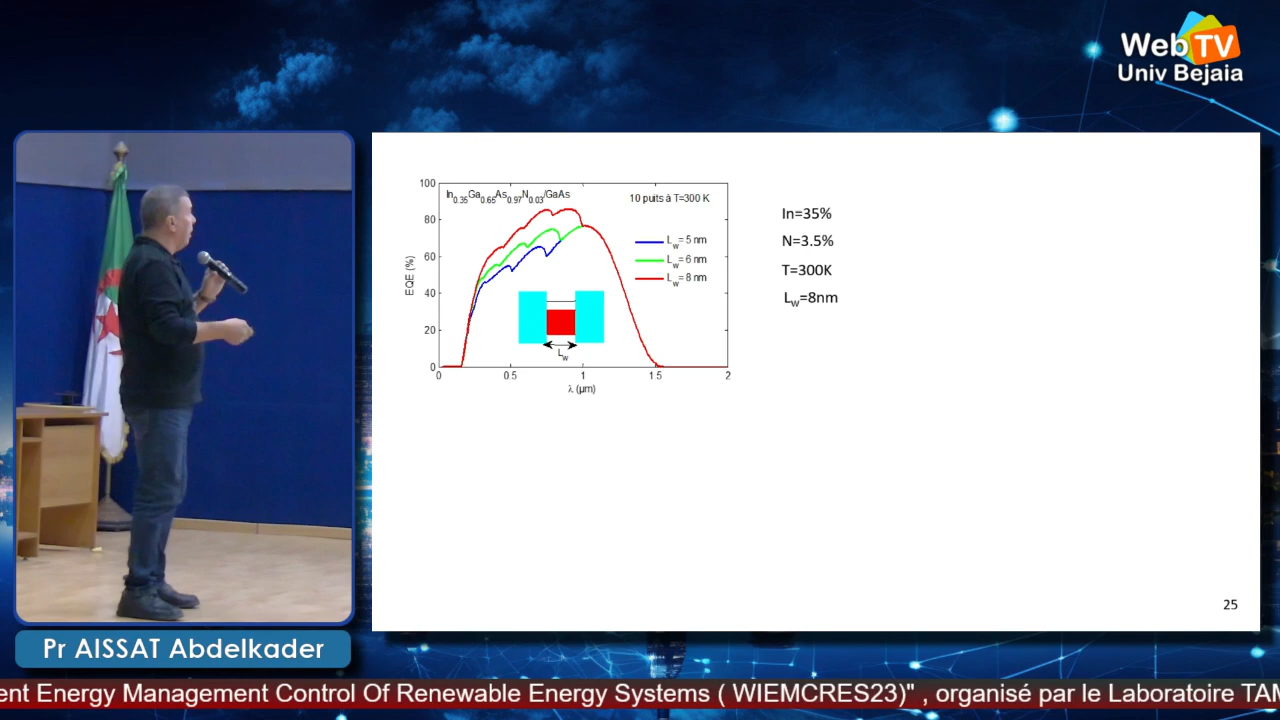 Web TV
Univ Bejaia
In0.35Ga0.65As0.97N0.03/GaAs
10 puits à T=300 K
100
80
60
40
20
0
EQE (%)
Lw= 5 nm
Lw= 6 nm
Lw= 8 nm
Lw
0 0.5 1 1.5 2
λ (µm)
In=35%
N=3.5%
T=300K
Lw=8nm
25
Pr AISSAT Abdelkader
ent Energy Management Control Of Renewable Energy Systems ( WIEMCRES23)" , organisé par le Laboratoire TAM